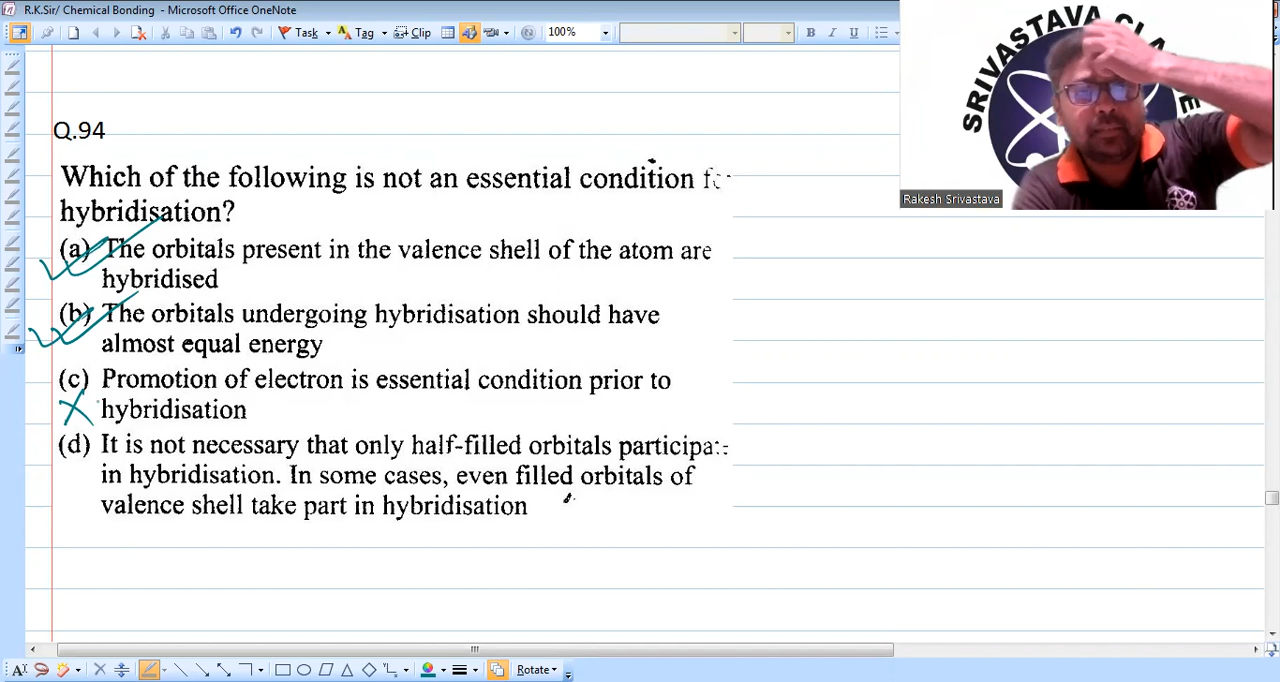 R.K.Sir/ Chemical Bonding - Microsoft Office OneNote
Task
Tag
Clip
100%
B I U
SRIVASTAVA CLA
E
Rakesh Srivastava
Q.94
Which of the following is not an essential condition
hybridisation?
(a) The orbitals present in the valence shell of the atom are
hybridised
(b) The orbitals undergoing hybridisation should have
almost equal energy
(c) Promotion of electron is essential condition prior to
hybridisation
(d) It is not necessary that only half-filled orbitals
in hybridisation. In some cases, even filled orbitals of
valence shell take part in hybridisation
A
Rotate